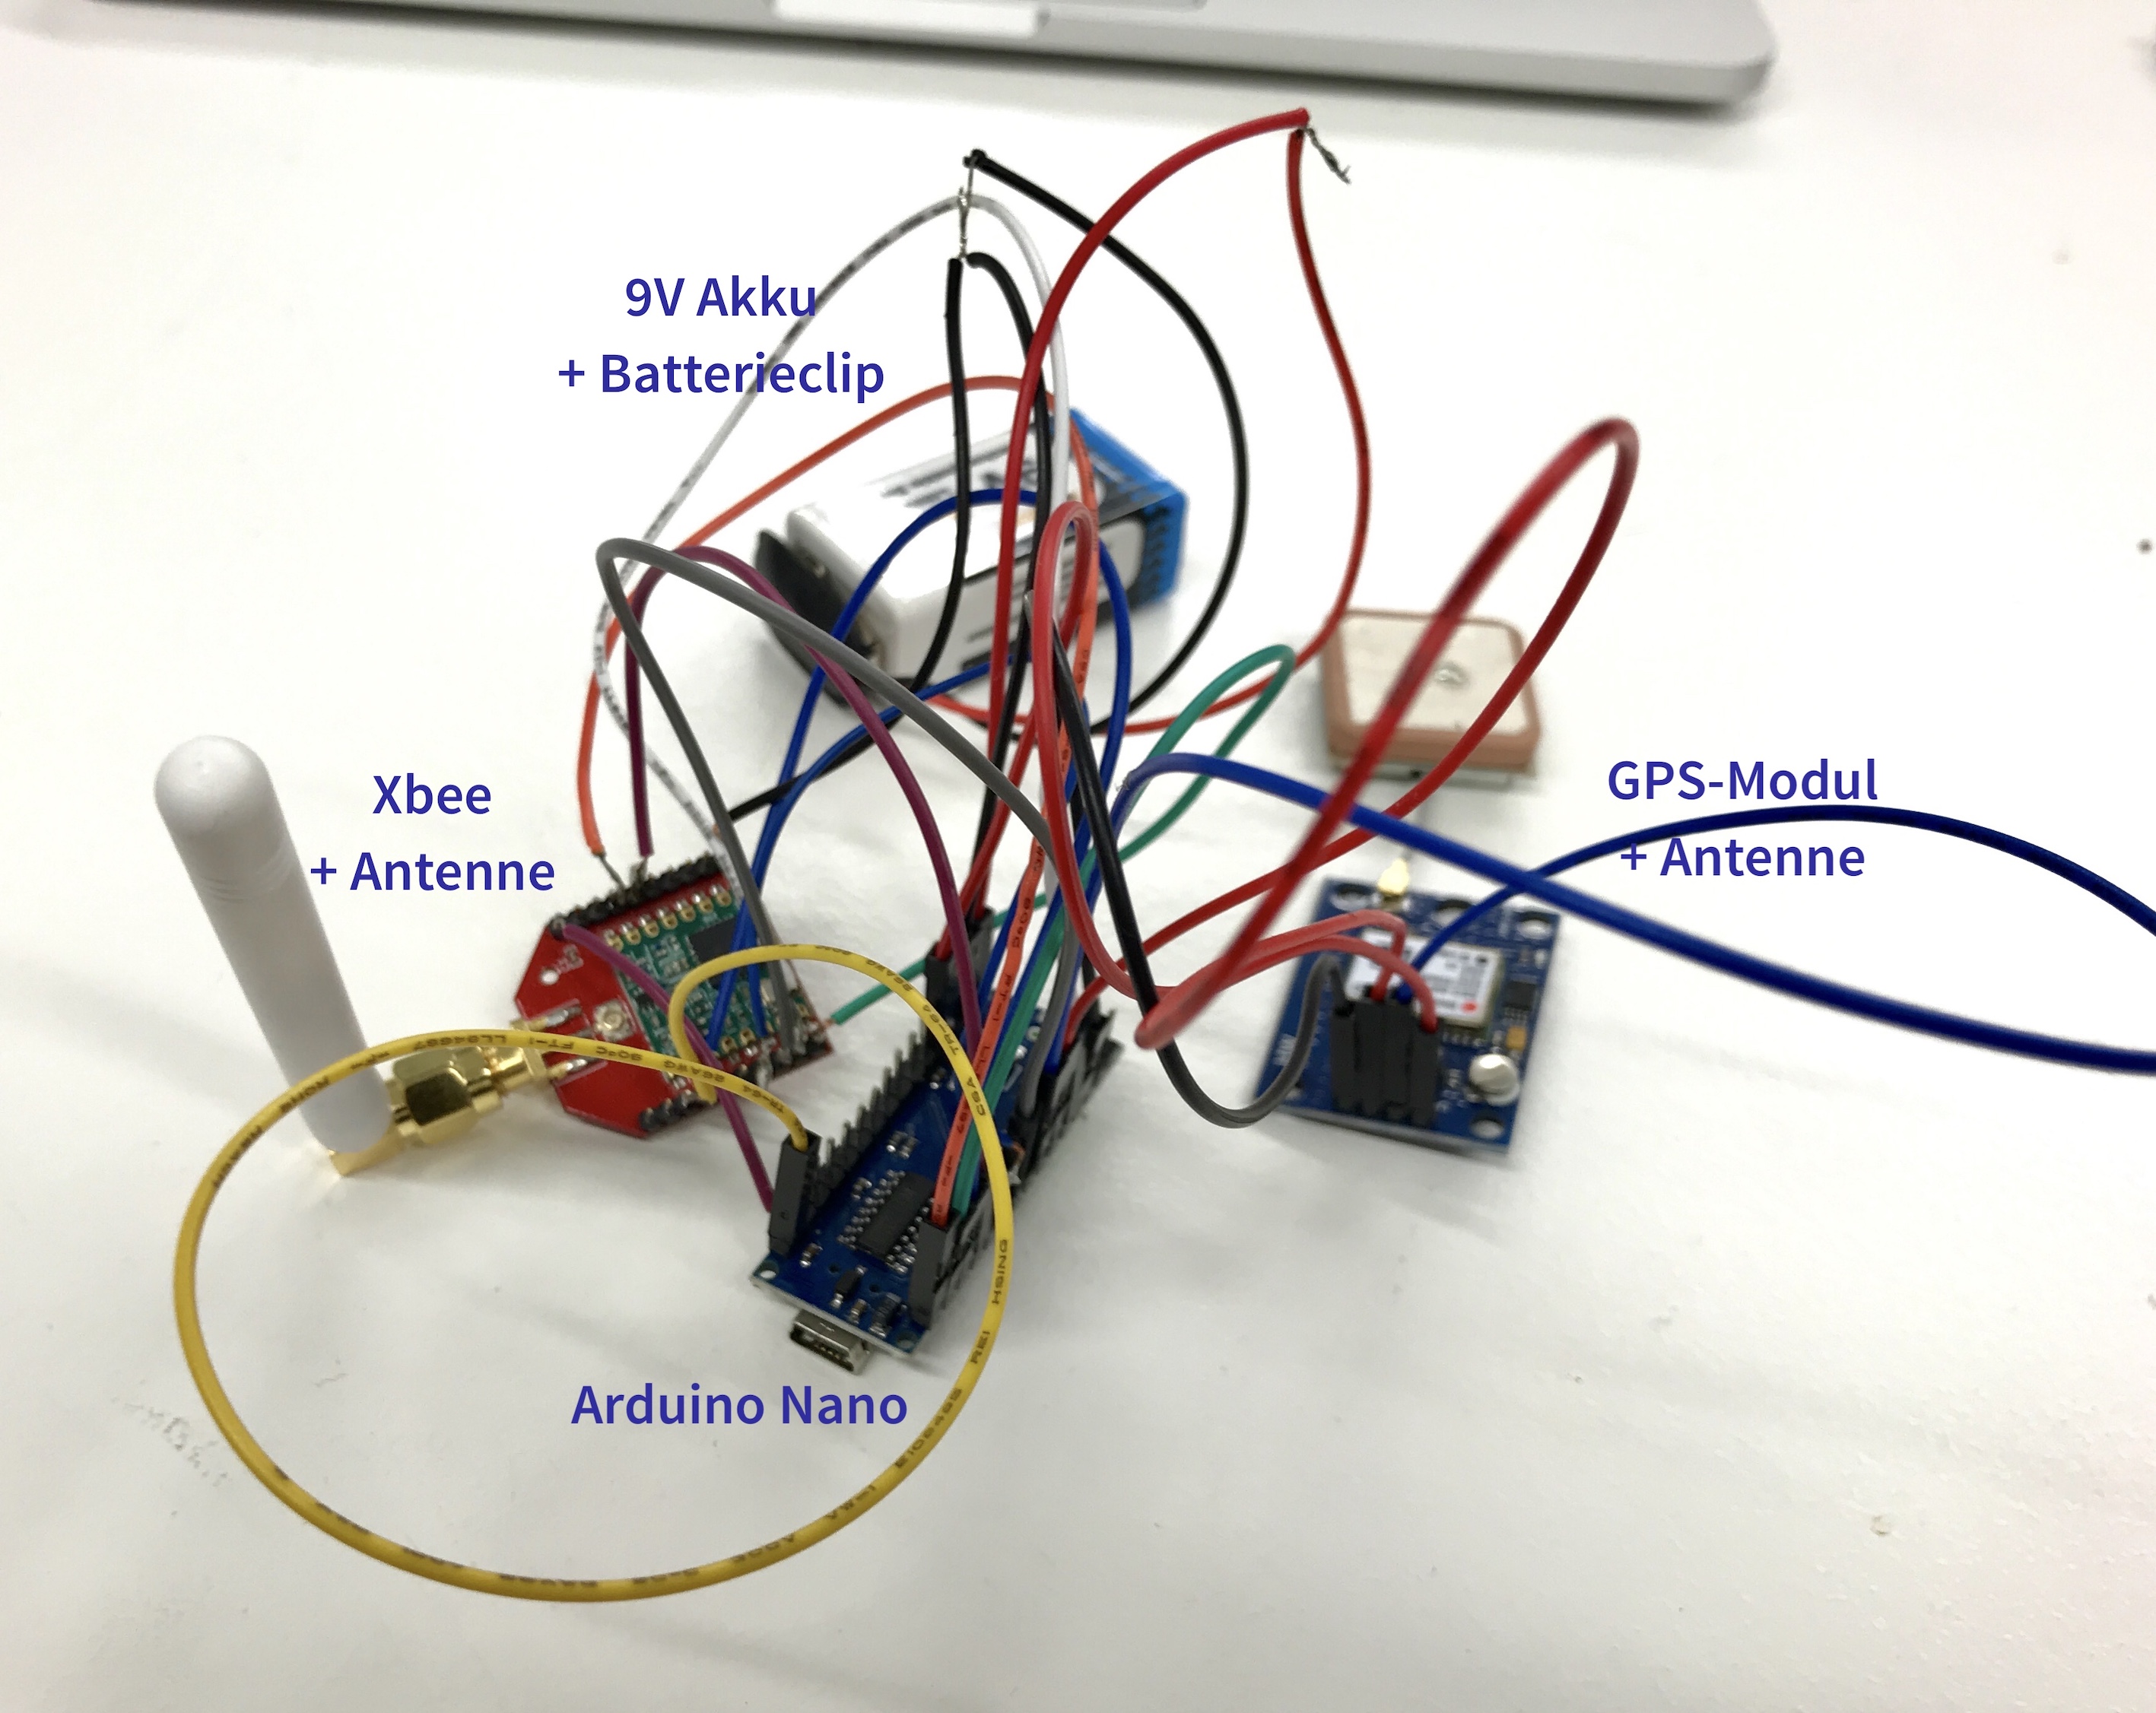 9V Akku
+ Batterieclip
Xbee
+ Antenne
GPS-Modul
+ Antenne
Arduino Nano